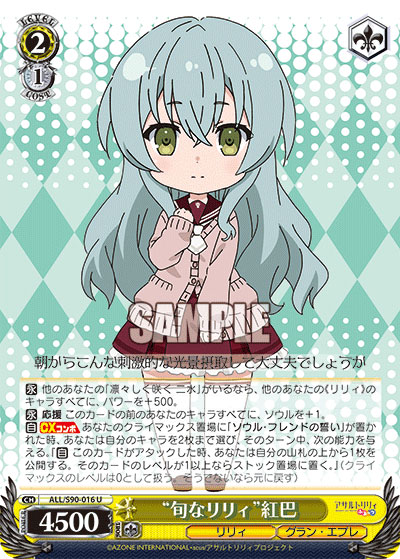 LEVEL
2
1
COST
SAMPLE
朝からこんな刺激的な光景摂取して大丈夫でしょうか
永 他のあなたの「凛々しく咲く 二水」がいるなら、他のあなたの《リリィ》の
キャラすべてに、パワーを+500。
永 応援 このカードの前のあなたのキャラすべてに、ソウルを+1。
自 CXコンボ あなたのクライマックス置場に「ソウル・フレンドの誓い」が置
かれた時、あなたは自分のキャラを2枚まで選び、そのターン中、次の能力を与
える。『自 このカードがアタックした時、あなたは自分の山札の上から1枚を
公開する。そのカードのレベルが1以上ならストック置場に置く。』(クライ
マックスのレベルは0として扱う。そうでないなら元に戻す)
CH ALL/S90-016 U
POWER
4500
“旬なリリィ”紅巴
アサルトリリィ
リリィ グラン・エプレ
©AZONE INTERNATIONAL・acus/アサルトリリィプロジェクト